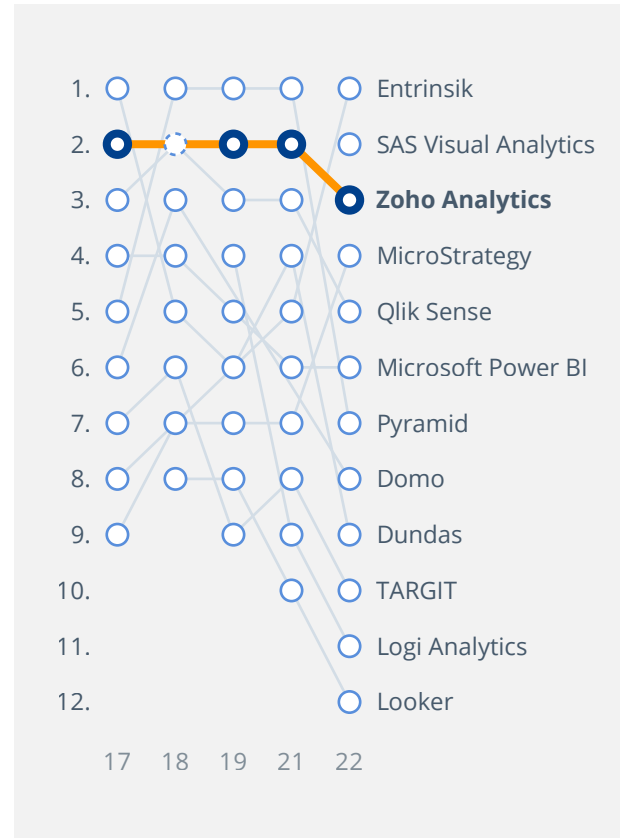 1. Entrinsik
2. SAS Visual Analytics
3. Zoho Analytics
4. MicroStrategy
5. Qlik Sense
6. Microsoft Power BI
7. Pyramid
8. Domo
9. Dundas
10. TARGIT
11. Logi Analytics
12. Looker
17 18 19 21 22